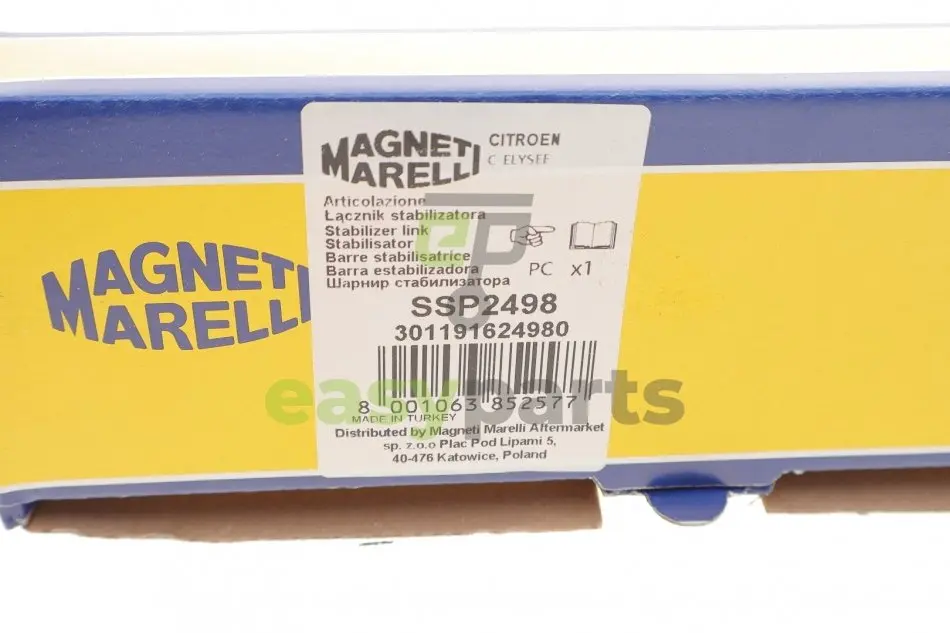 MAGNETI
MARELLI
CITROEN
C ELYSEE
MAGNETI
MARELLI
Articolazione
Łącznik stabilizatora
Stabilizer link
Stabilisator
Barre stabilisatrice
Barra estabilizadora
Шарнир стабилизатора
PC x1
SSP2498
301191624980
8 001063 852577
MADE IN TURKEY
Distributed by Magneti Marelli Aftermarket
sp. z.o.o Plac Pod Lipami 5,
40-476 Katowice, Poland
ep
easyparts